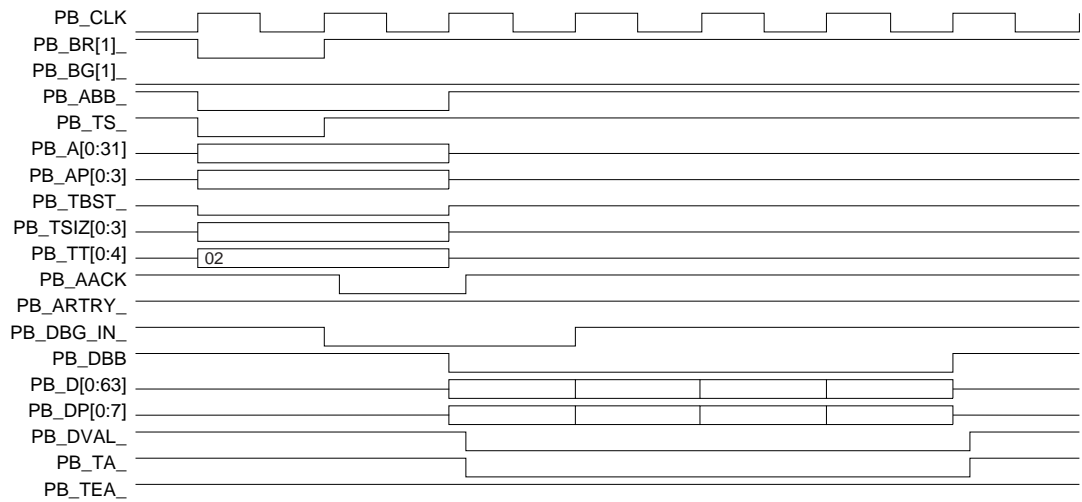 PB_CLK
PB_BR[1]_
PB_BG[1]_
PB_ABB_
PB_TS_
PB_A[0:31]
PB_AP[0:3]
PB_TBST_
PB_TSIZ[0:3]
PB_TT[0:4] 02
PB_AACK
PB_ARTRY_
PB_DBG_IN_
PB_DBB
PB_D[0:63]
PB_DP[0:7]
PB_DVAL_
PB_TA_
PB_TEA_